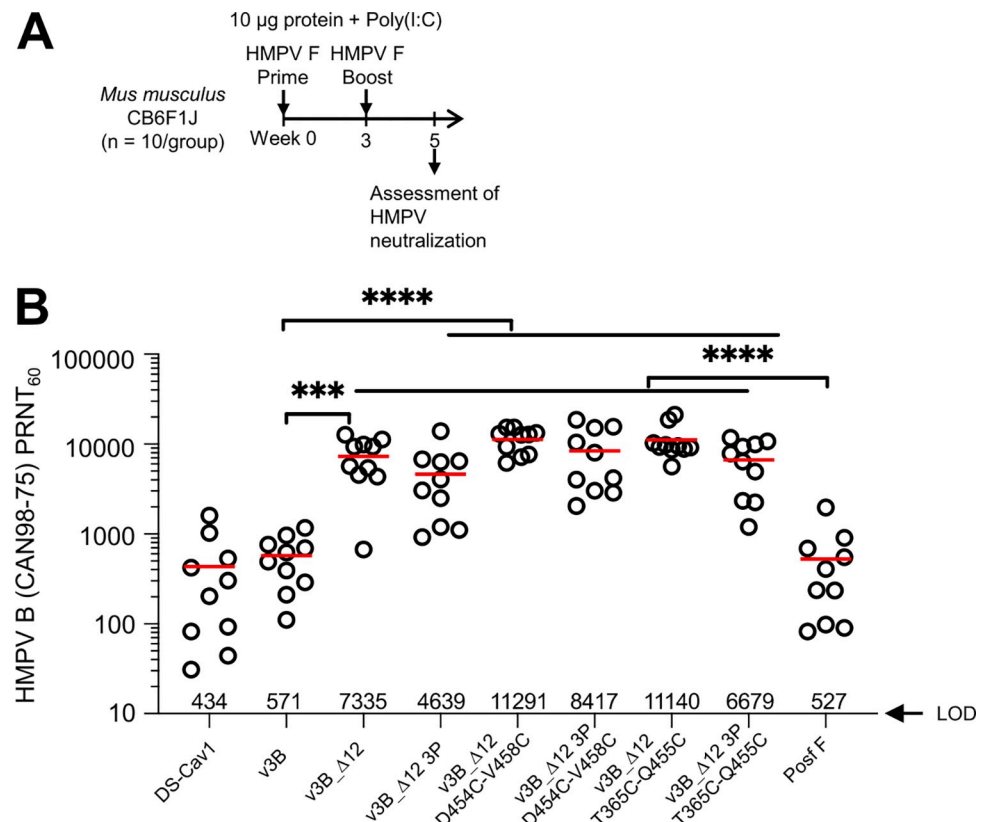 A
10 µg protein + Poly(I:C)
HMPV F HMPV F
Prime Boost
Mus musculus
CB6F1J
(n = 10/group)
Week 0 3 5
Assessment of
HMPV
neutralization
B
****
****
***
HMPV B (CAN98-75) PRNT60
100000
10000
1000
100
10
434 571 7335 4639 11291 8417 11140 6679 527
LOD
DS-Cav1
v3B
v3B_Δ12
v3B_Δ12 3P
v3B_Δ12
D454C-V458C
v3B_Δ12 3P
D454C-V458C
v3B_Δ12
T365C-Q455C
v3B_Δ12 3P
T365C-Q455C
Posf F